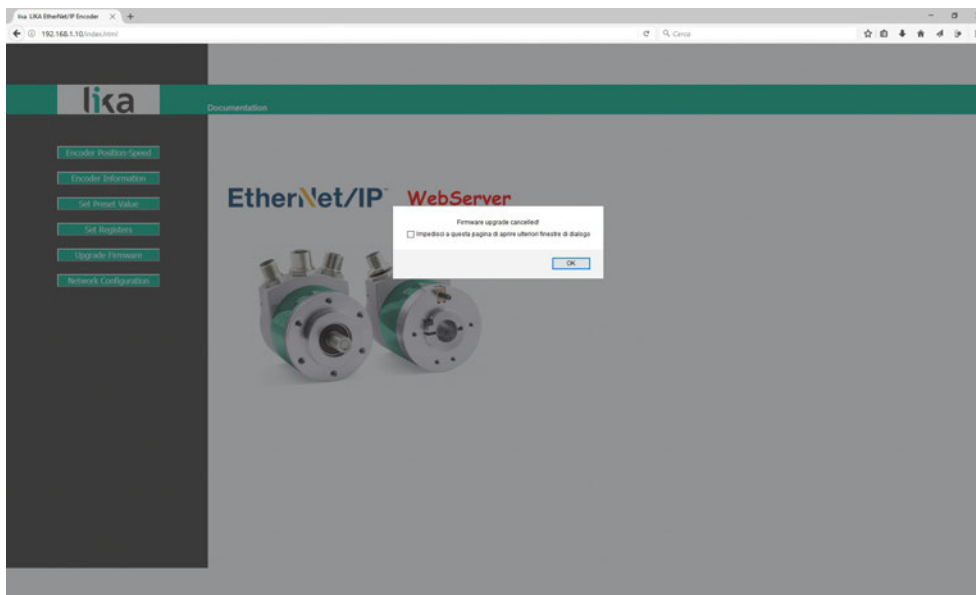 lika LIKA EtherNet/IP Encoder
192.168.1.10/index.html
Cerca
lika
Documentation
Encoder Position-Speed
Encoder Information
Set Preset Value
Set Registers
Upgrade Firmware
Network Configuration
EtherNet/IP™ WebServer
Firmware upgrade cancelled!
Impedisci a questa pagina di aprire ulteriori finestre di dialogo
OK